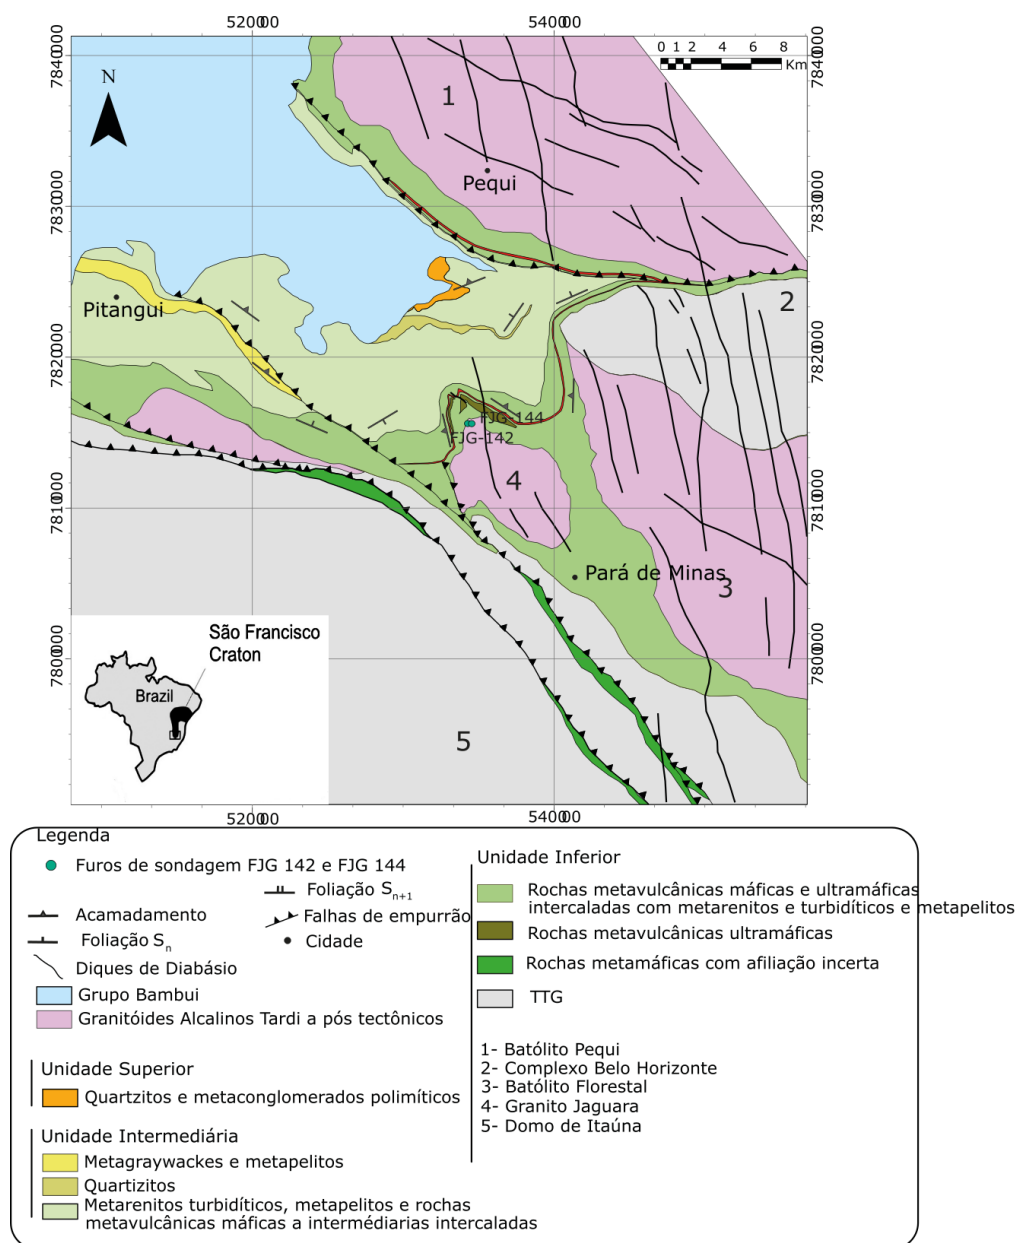 520000
540000
7840000
7840000
0 1 2 4 6 8
Km
N
1
Pequi
7830000
7830000
Pitangui
2
7820000
7820000
FJG-144
FJG-142
4
7810000
7810000
Pará de Minas
3
São Francisco
Craton
Brazil
7800000
7800000
5
520000
540000
Legenda
Furos de sondagem FJG 142 e FJG 144
Foliação Sn+1
Acamadamento
Falhas de empurrão
Foliação Sn
Cidade
Diques de Diabásio
Grupo Bambui
Granitóides Alcalinos Tardi a pós tectônicos
Unidade Superior
Quartzitos e metaconglomerados polimíticos
Unidade Intermediária
Metagraywackes e metapelitos
Quartizitos
Metarenitos turbidíticos, metapelitos e rochas
metavulcânicas máficas a intermédiarias intercaladas
Unidade Inferior
Rochas metavulcânicas máficas e ultramáficas
intercaladas com metarenitos e turbidíticos e metapelitos
Rochas metavulcânicas ultramáficas
Rochas metamáficas com afiliação incerta
TTG
1- Batólito Pequi
2- Complexo Belo Horizonte
3- Batólito Florestal
4- Granito Jaguara
5- Domo de Itaúna